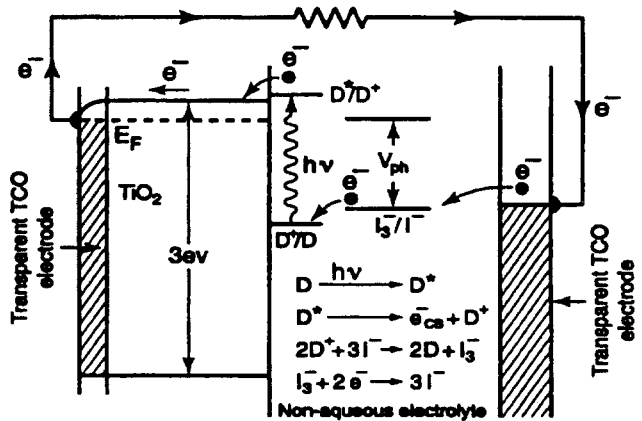 e⁻
e⁻
e⁻
D*/D⁺
e⁻
E_F
TiO₂
hν
V_ph
e⁻
e⁻
I₃⁻/I⁻
D⁺/D
3ev
Transparent TCO
electrode
Transparent TCO
electrode
D hν → D*
D* → e⁻_CB + D⁺
2D⁺ + 3I⁻ → 2D + I₃⁻
I₃⁻ + 2e⁻ → 3I⁻
Non-aqueous electrolyte